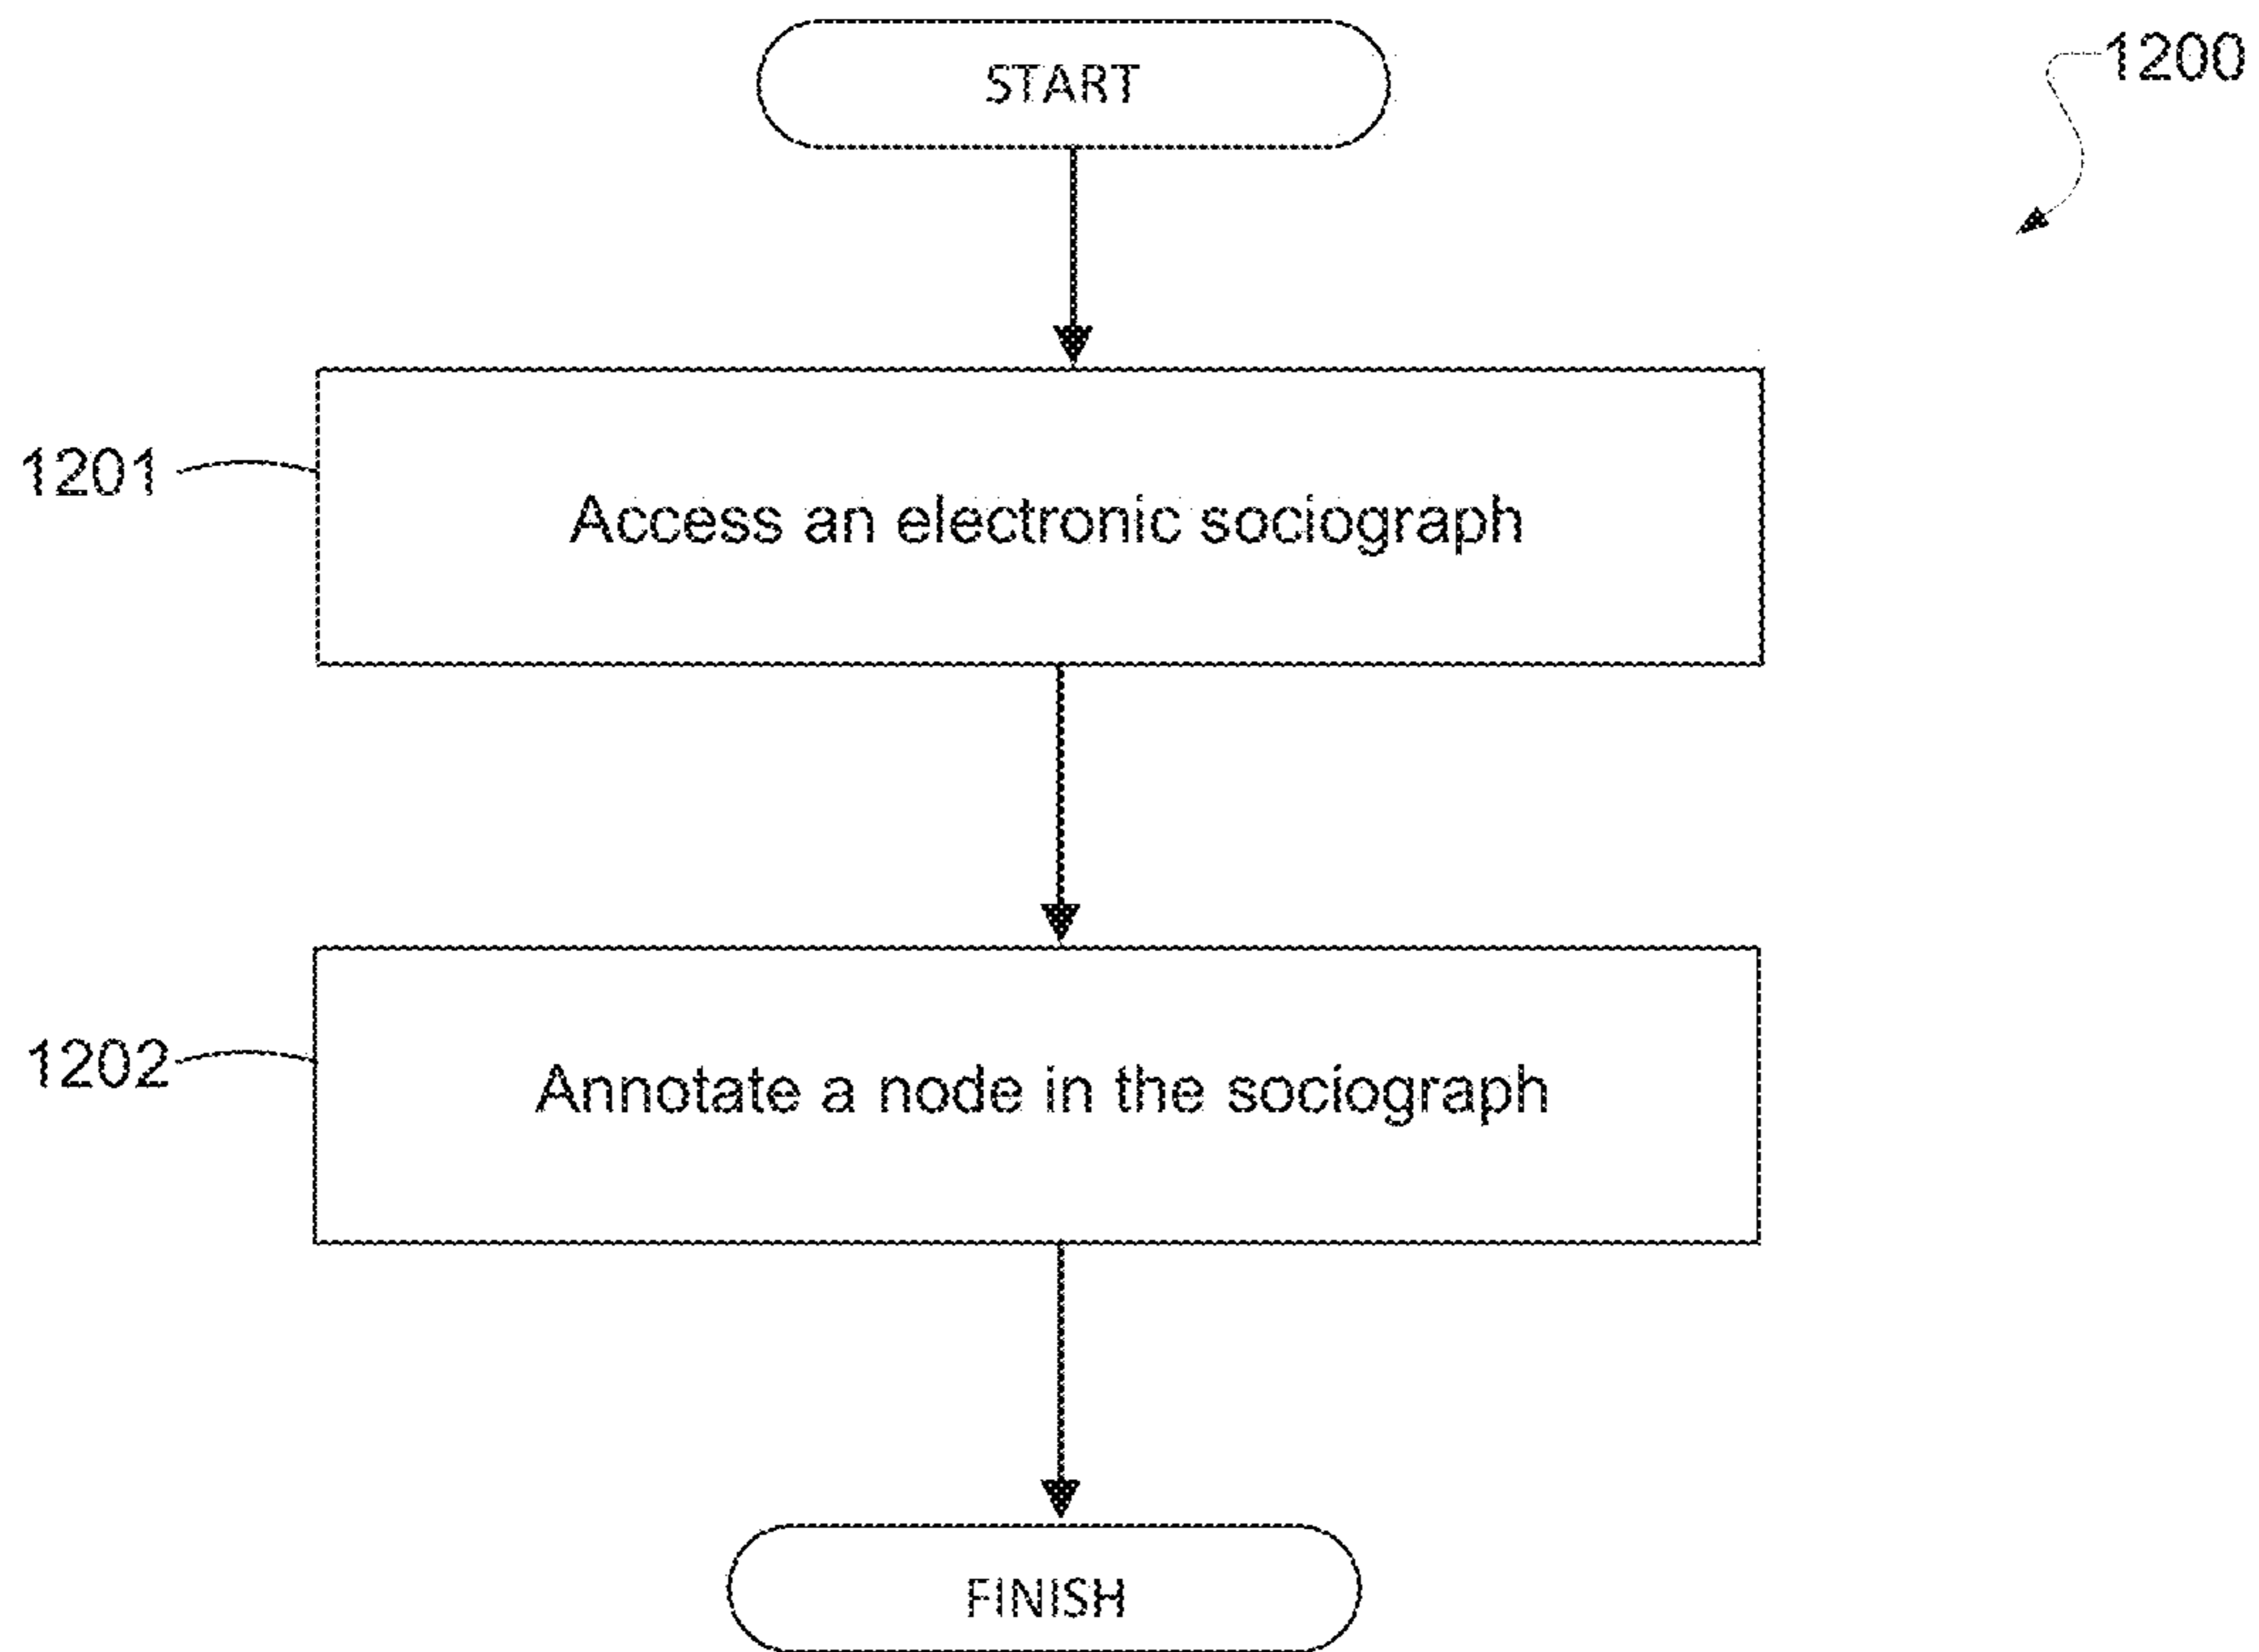 START
1200
1201
Access an electronic sociograph
1202
Annotate a node in the sociograph
FINISH